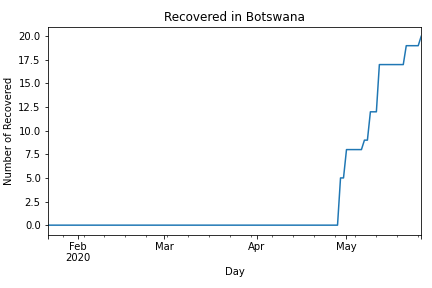 Recovered in Botswana
Number of Recovered
20.0
17.5
15.0
12.5
10.0
7.5
5.0
2.5
0.0
Feb
2020
Mar
Apr
May
Day